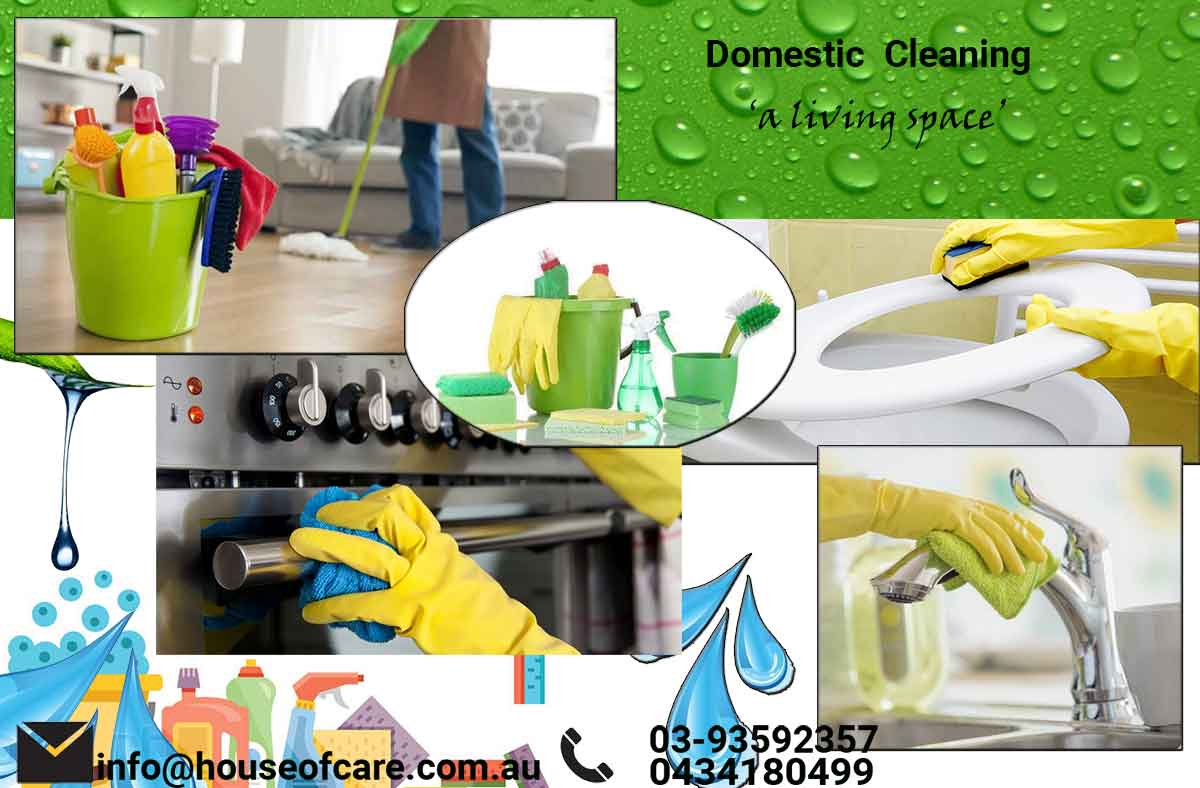 Domestic Cleaning
‘a living space’
info@houseofcare.com.au
03-93592357
0434180499